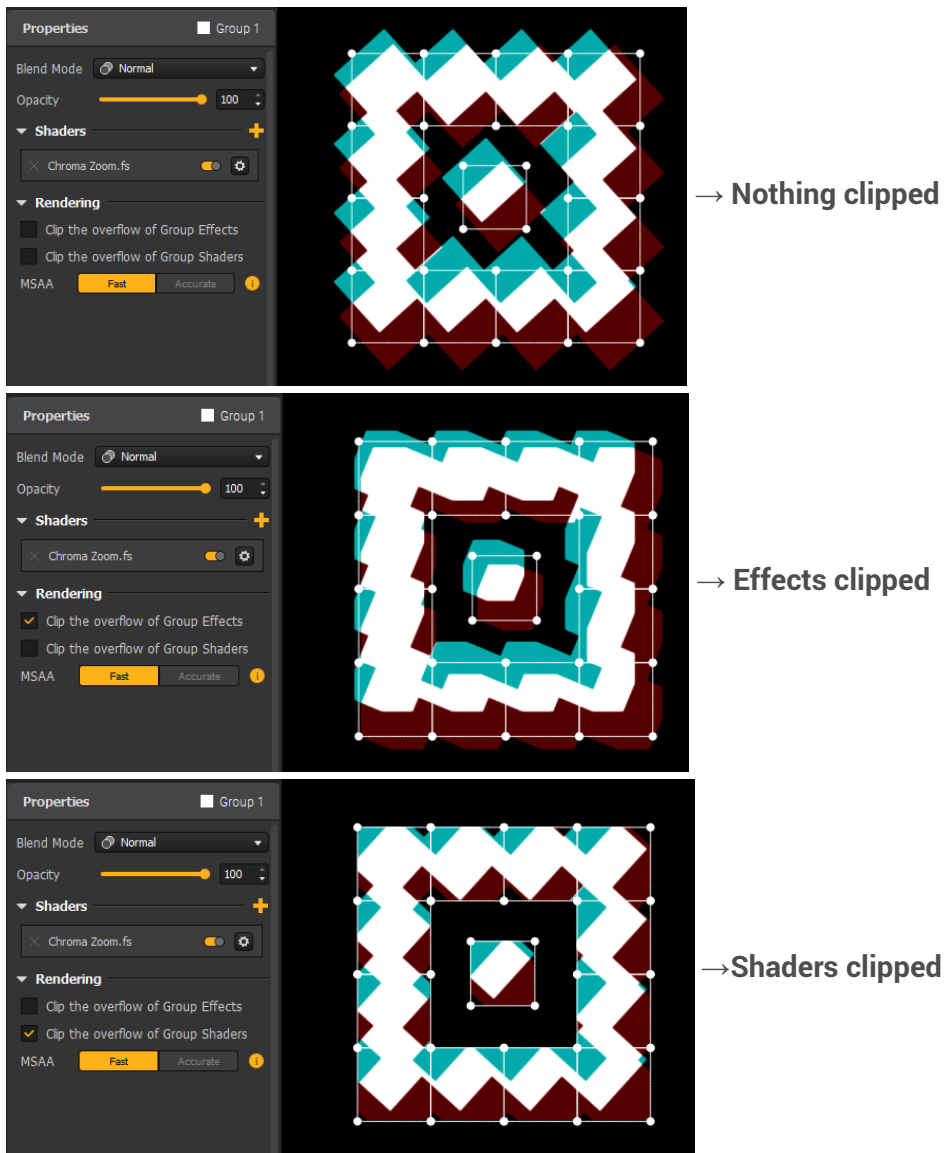 Properties Group 1
Blend Mode Normal
Opacity 100
Shaders
Chroma Zoom.fs
Rendering
Clip the overflow of Group Effects
Clip the overflow of Group Shaders
MSAA Fast Accurate
→ Nothing clipped
Properties Group 1
Blend Mode Normal
Opacity 100
Shaders
Chroma Zoom.fs
Rendering
Clip the overflow of Group Effects
Clip the overflow of Group Shaders
MSAA Fast Accurate
→ Effects clipped
Properties Group 1
Blend Mode Normal
Opacity 100
Shaders
Chroma Zoom.fs
Rendering
Clip the overflow of Group Effects
Clip the overflow of Group Shaders
MSAA Fast Accurate
→Shaders clipped